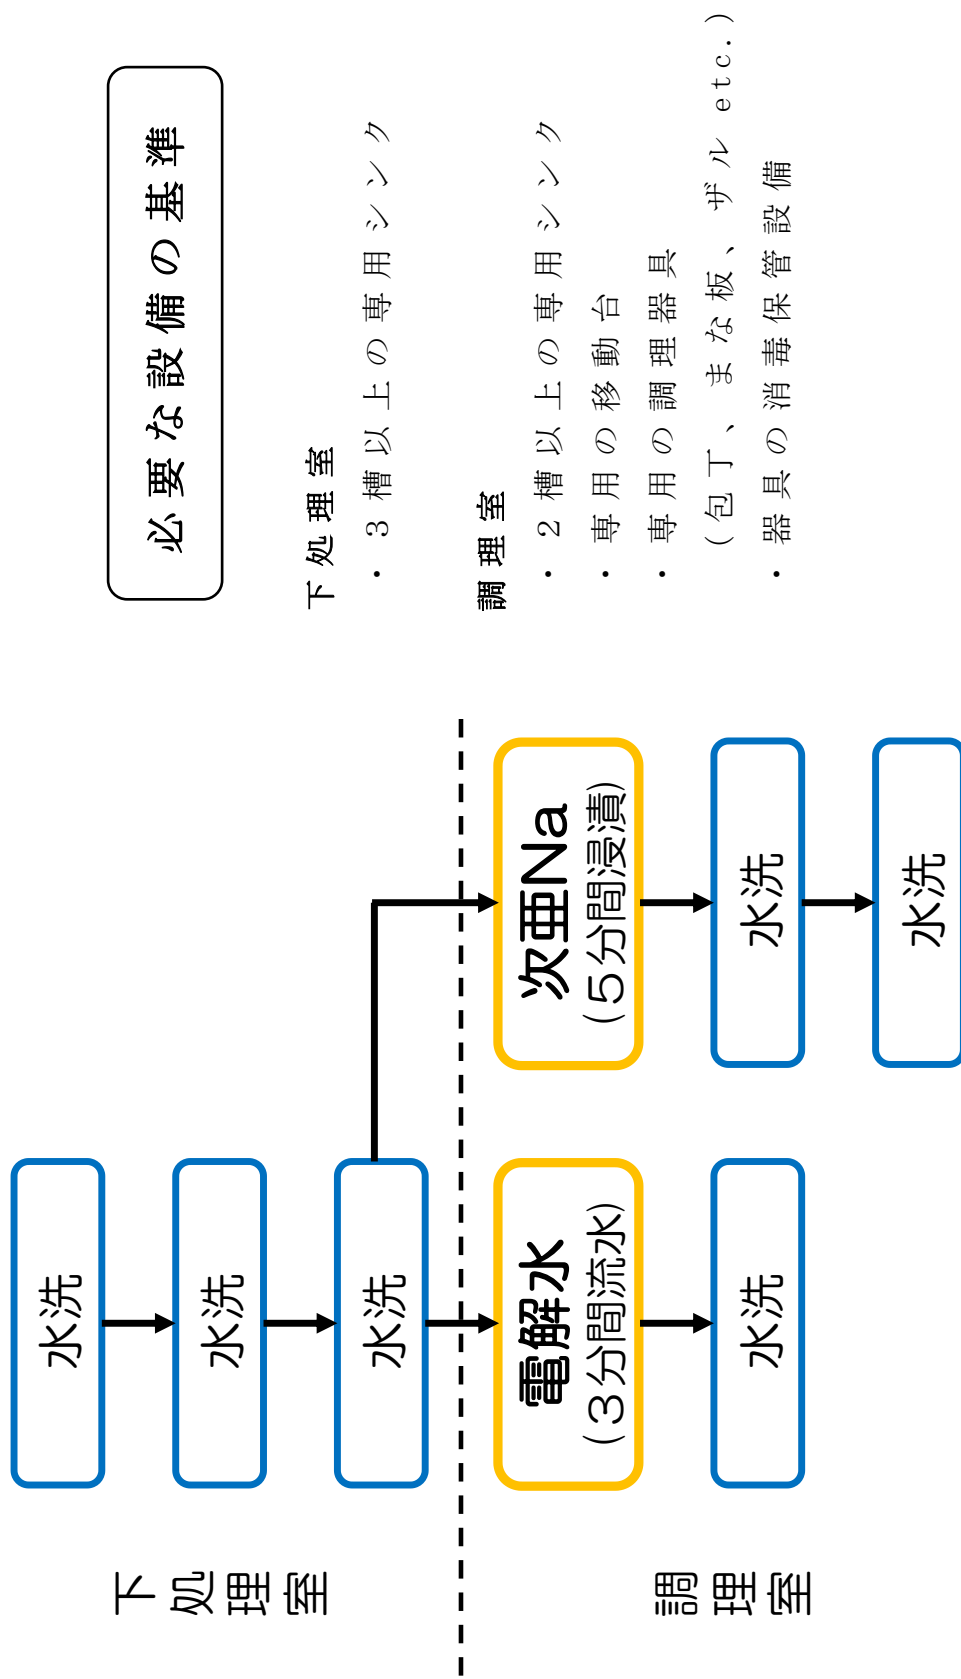 下処理室
水洗
水洗
水洗
調理室
電解水
(3分間流水)
水洗
次亜Na
(5分間浸漬)
水洗
水洗
必要な設備の基準
下処理室
・3槽以上の専用シンク
調理室
・2槽以上の専用シンク
・専用の移動台
・専用の調理器具
(包丁、まな板、ザル etc.)
・器具の消毒保管設備